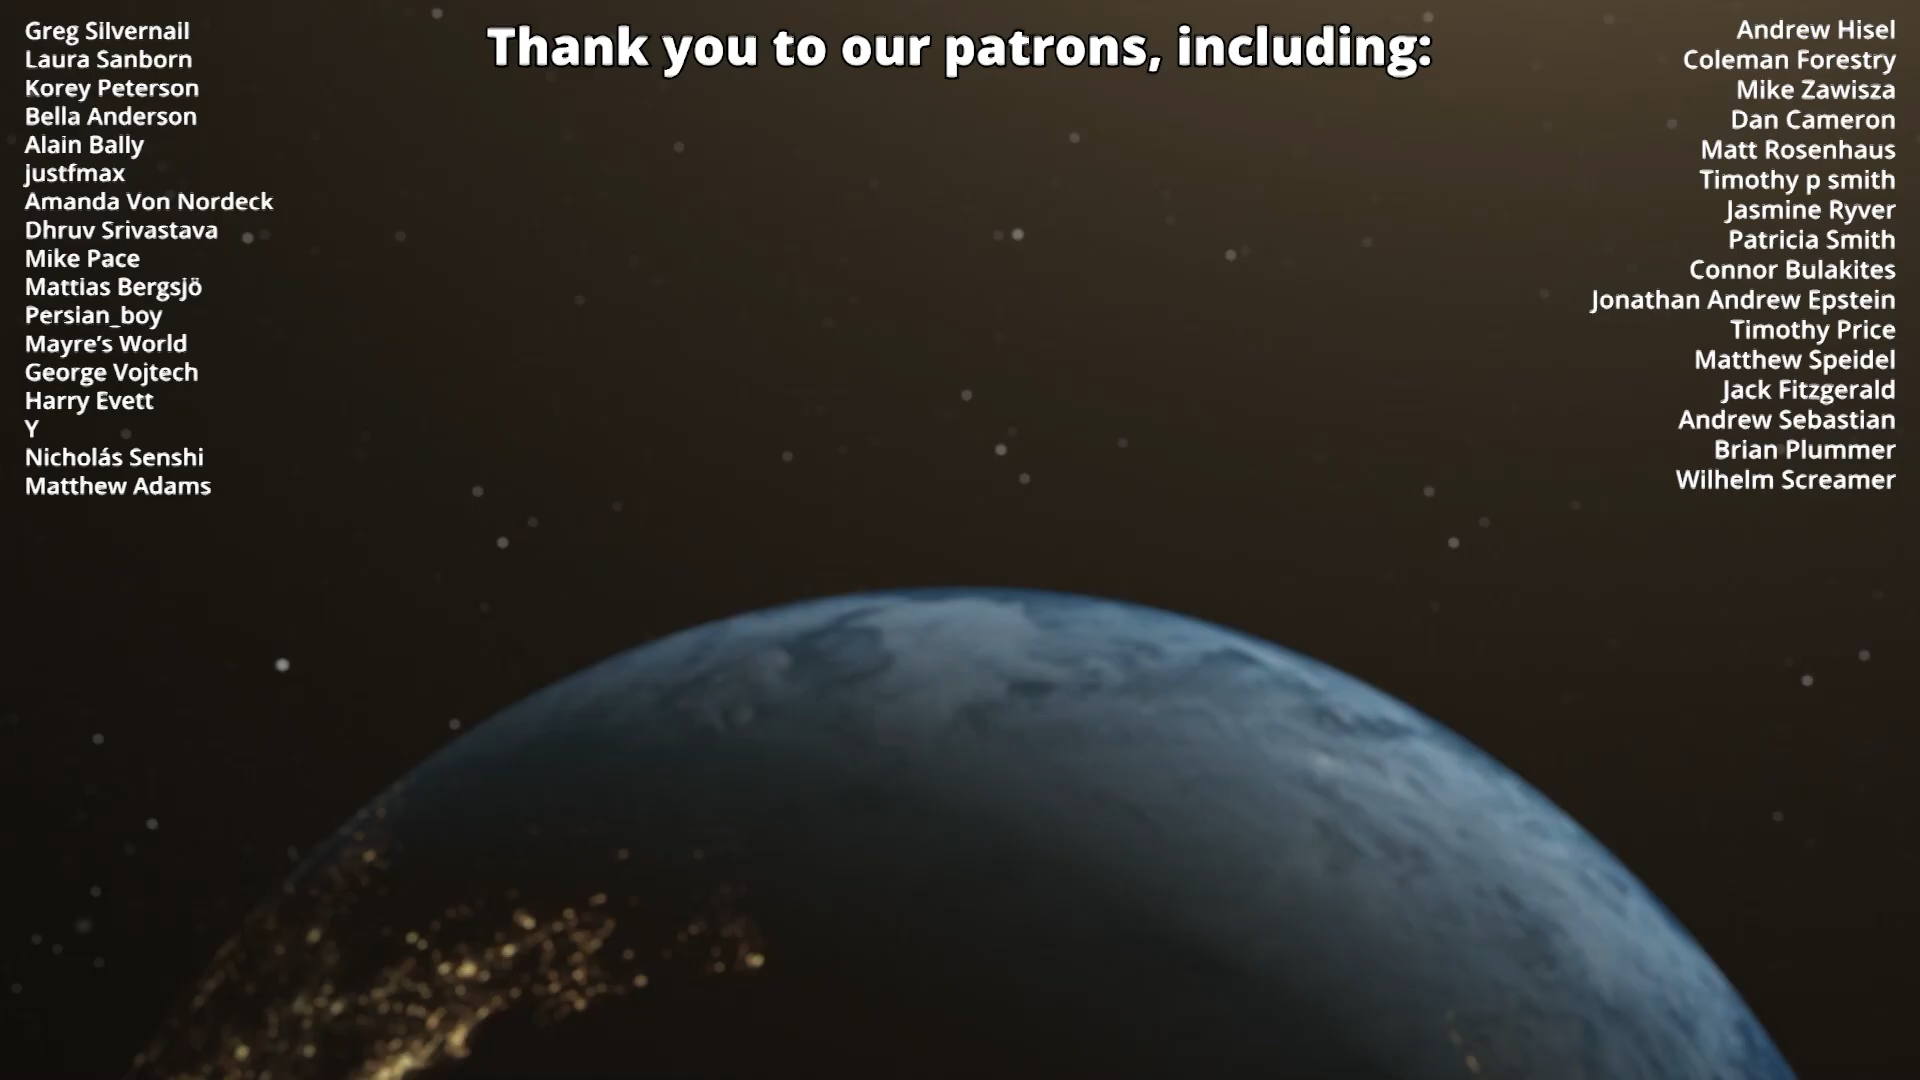 Thank you to our patrons, including:
Greg Silvernail
Laura Sanborn
Korey Peterson
Bella Anderson
Alain Bally
justfmax
Amanda Von Nordeck
Dhruv Srivastava
Mike Pace
Mattias Bergsjö
Persian_boy
Mayre’s World
George Vojtech
Harry Evett
Y
Nicholás Senshi
Matthew Adams
Andrew Hisel
Coleman Forestry
Mike Zawisza
Dan Cameron
Matt Rosenhaus
Timothy p smith
Jasmine Ryver
Patricia Smith
Connor Bulakites
Jonathan Andrew Epstein
Timothy Price
Matthew Speidel
Jack Fitzgerald
Andrew Sebastian
Brian Plummer
Wilhelm Screamer